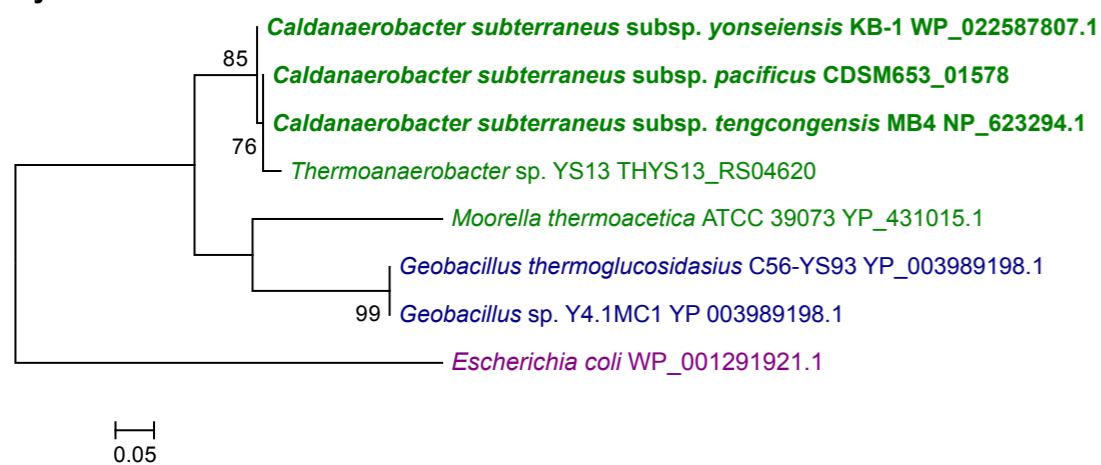 Caldanaerobacter subterraneus subsp. yonseiensis KB-1 WP_022587807.1
85
Caldanaerobacter subterraneus subsp. pacificus CDSM653_01578
Caldanaerobacter subterraneus subsp. tengcongensis MB4 NP_623294.1
76
Thermoanaerobacter sp. YS13 THYS13_RS04620
Moorella thermoacetica ATCC 39073 YP_431015.1
Geobacillus thermoglucosidasius C56-YS93 YP_003989198.1
99 Geobacillus sp. Y4.1MC1 YP 003989198.1
Escherichia coli WP_001291921.1
0.05